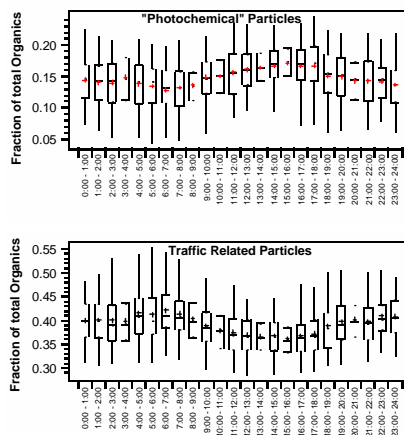 "Photochemical" Particles
Fraction of total Organics
0.20
0.15
0.10
0.05
0:00 - 1:00
1:00 - 2:00
2:00 - 3:00
3:00 - 4:00
4:00 - 5:00
5:00 - 6:00
6:00 - 7:00
7:00 - 8:00
8:00 - 9:00
9:00 - 10:00
10:00 - 11:00
11:00 - 12:00
12:00 - 13:00
13:00 - 14:00
14:00 - 15:00
15:00 - 16:00
16:00 - 17:00
17:00 - 18:00
18:00 - 19:00
19:00 - 20:00
20:00 - 21:00
21:00 - 22:00
22:00 - 23:00
23:00 - 24:00
Traffic Related Particles
Fraction of total Organics
0.55
0.50
0.45
0.40
0.35
0.30
0:00 - 1:00
1:00 - 2:00
2:00 - 3:00
3:00 - 4:00
4:00 - 5:00
5:00 - 6:00
6:00 - 7:00
7:00 - 8:00
8:00 - 9:00
9:00 - 10:00
10:00 - 11:00
11:00 - 12:00
12:00 - 13:00
13:00 - 14:00
14:00 - 15:00
15:00 - 16:00
16:00 - 17:00
17:00 - 18:00
18:00 - 19:00
19:00 - 20:00
20:00 - 21:00
21:00 - 22:00
22:00 - 23:00
23:00 - 24:00